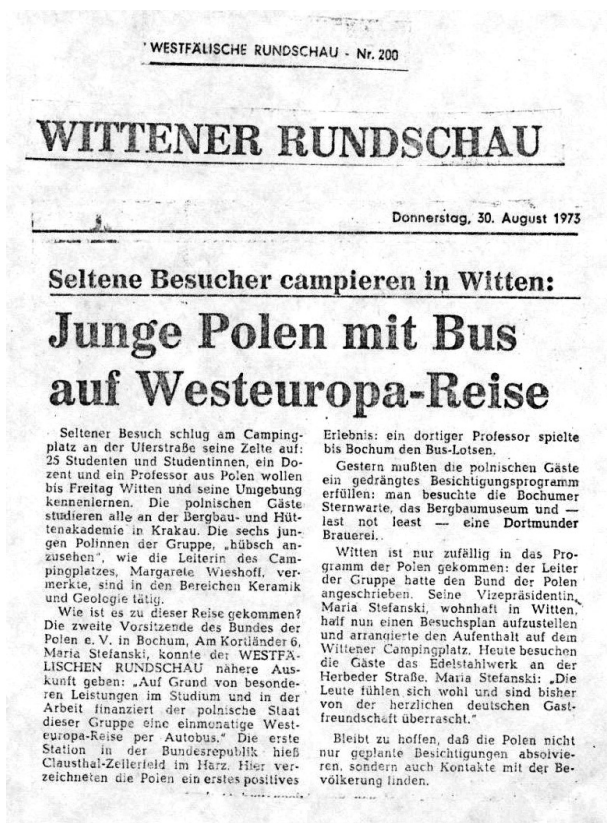 WESTFÄLISCHE RUNDSCHAU - Nr. 200
WITTENER RUNDSCHAU
Donnerstag, 30. August 1973
Seltene Besucher campieren in Witten:
Junge Polen mit Bus
auf Westeuropa-Reise
Seltener Besuch schlug am Camping-
platz an der Uferstraße seine Zelte auf:
25 Studenten und Studentinnen, ein Do-
zent und ein Professor aus Polen wollen
bis Freitag Witten und seine Umgebung
kennenlernen. Die polnischen Gäste
studieren alle an der Bergbau- und Hüt-
tenakademie in Krakau. Die sechs jun-
gen Polinnen der Gruppe, „hübsch an-
zusehen", wie die Leiterin des Cam-
pingplatzes, Margarete Wieshoff, ver-
merkte, sind in den Bereichen Keramik
und Geologie tätig.
Wie ist es zu dieser Reise gekommen?
Die zweite Vorsitzende des Bundes der
Polen e. V. in Bochum, Am Kortländer 6,
Maria Stefanski, konnte der WESTFÄ-
LISCHEN RUNDSCHAU nähere Aus-
kunft geben: „Auf Grund von besonde-
ren Leistungen im Studium und in der
Arbeit finanziert der polnische Staat
dieser Gruppe eine einmonatige West-
europa-Reise per Autobus." Die erste
Station in der Bundesrepublik hieß
Clausthal-Zellerfeld im Harz. Hier ver-
zeichneten die Polen ein erstes positives
Erlebnis: ein dortiger Professor spielte
bis Bochum den Bus-Lotsen.
Gestern mußten die polnischen Gäste
ein gedrängtes Besichtigungsprogramm
erfüllen: man besuchte die Bochumer
Sternwarte, das Bergbaumuseum und —
last not least — eine Dortmunder
Brauerei.
Witten ist nur zufällig in das Pro-
gramm der Polen gekommen: der Leiter
der Gruppe hatte den Bund der Polen
angeschrieben. Seine Vizepräsidentin,
Maria Stefanski, wohnhaft in Witten,
half nun einen Besuchsplan aufzustellen
und arrangierte den Aufenthalt auf dem
Wittener Campingplatz. Heute besuchen
die Gäste das Edelstahlwerk an der
Herbeder Straße. Maria Stefanski: „Die
Leute fühlen sich wohl und sind bisher
von der herzlichen deutschen Gast-
freundschaft überrascht."
Bleibt zu hoffen, daß die Polen nicht
nur geplante Besichtigungen absolvie-
ren, sondern auch Kontakte mit der Be-
völkerung finden.